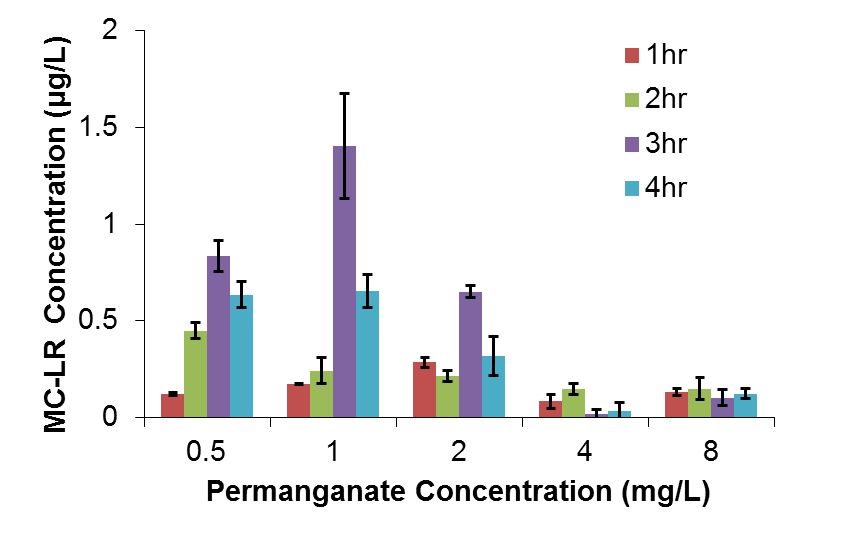 2
1.5
1
0.5
0
MC-LR Concentration (µg/L)
1hr
2hr
3hr
4hr
0.5 1 2 4 8
Permanganate Concentration (mg/L)